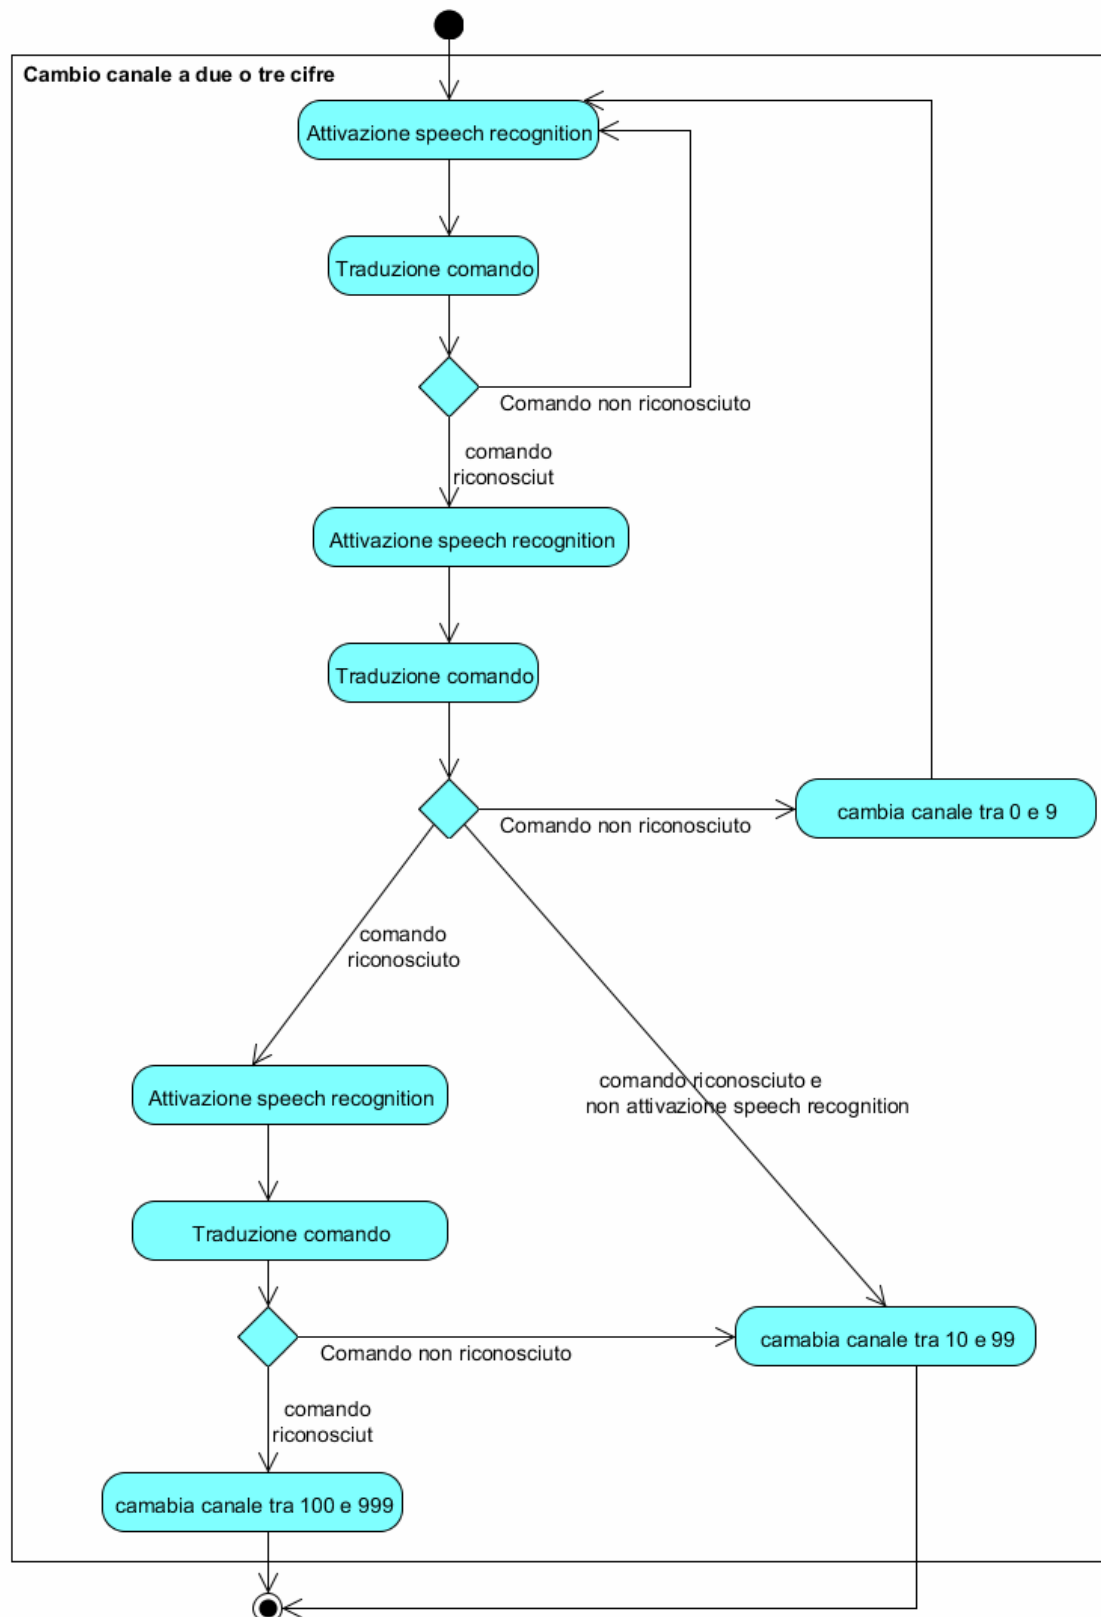 Cambio canale a due o tre cifre
Attivazione speech recognition
Traduzione comando
Comando non riconosciuto
comando
riconosciut
Attivazione speech recognition
Traduzione comando
cambia canale tra 0 e 9
Comando non riconosciuto
comando
riconosciuto
comando riconosciuto e
non attivazione speech recognition
Attivazione speech recognition
Traduzione comando
camabia canale tra 10 e 99
Comando non riconosciuto
comando
riconosciut
camabia canale tra 100 e 999